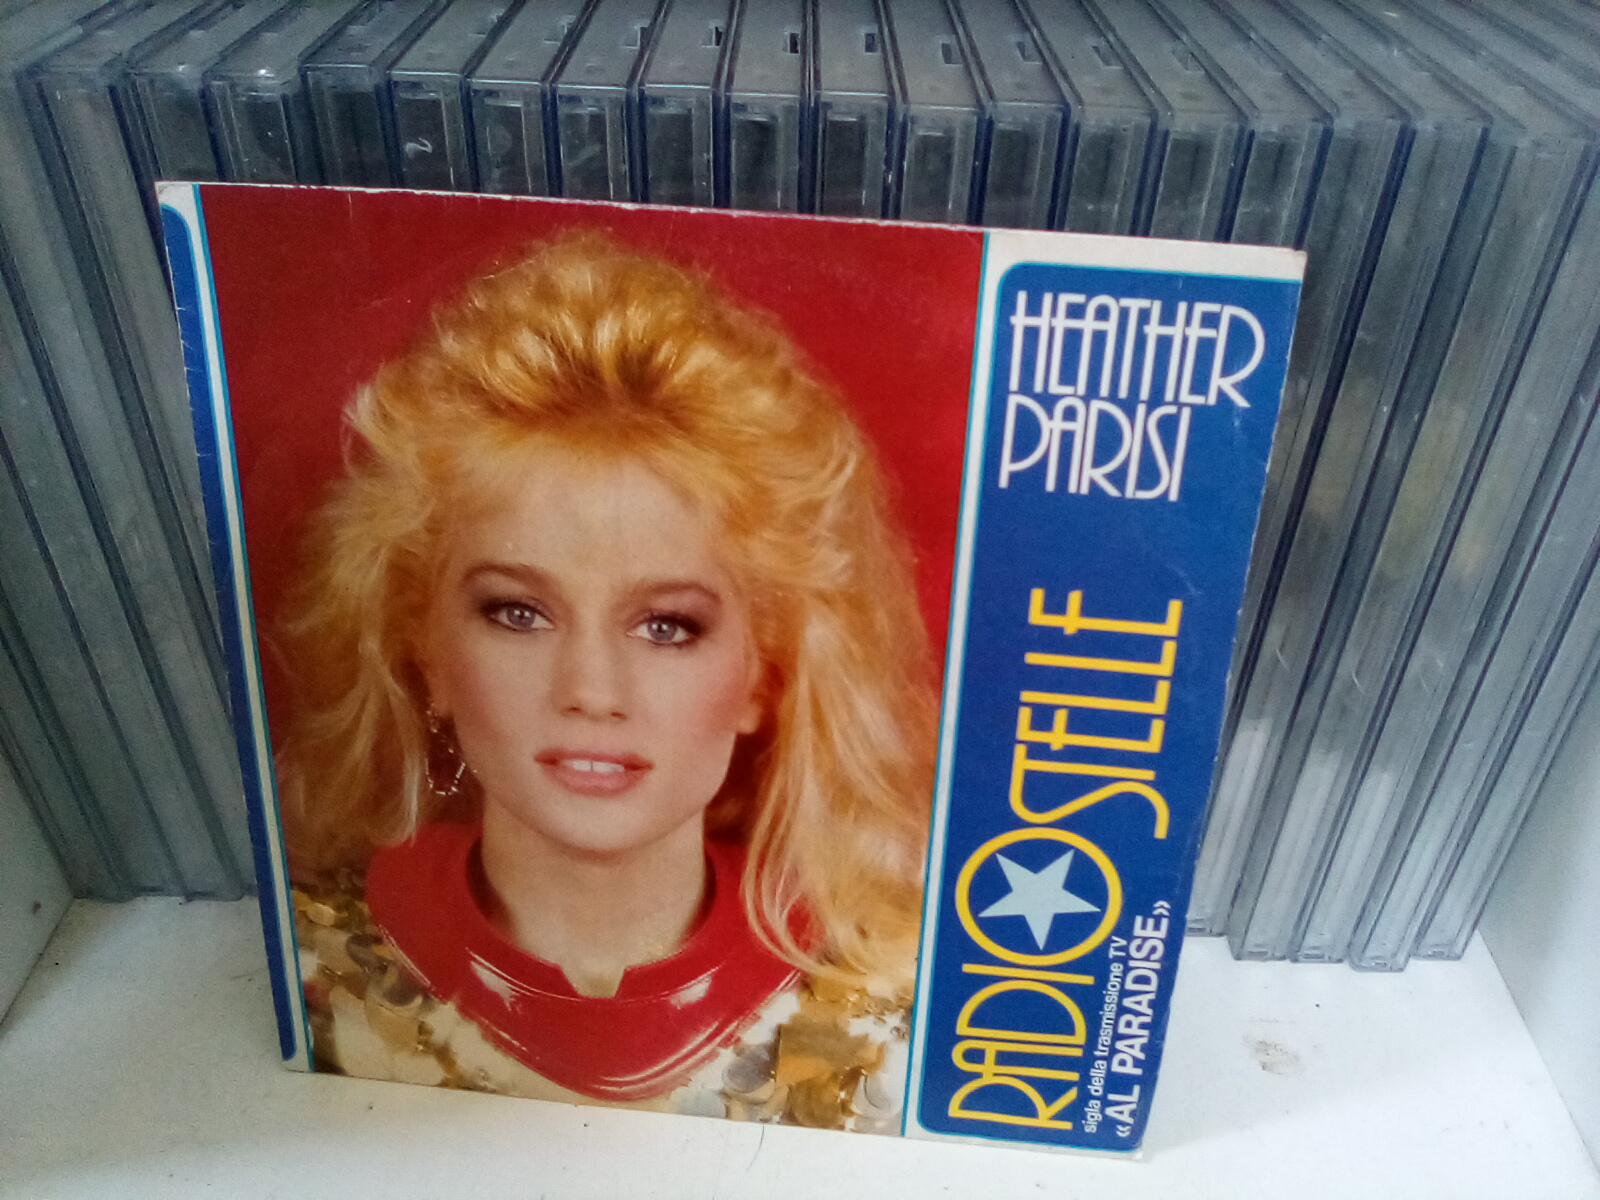 HEATHER
PARISI
RADIOSTELLE
sigla della trasmissione TV
«AL PARADISE»